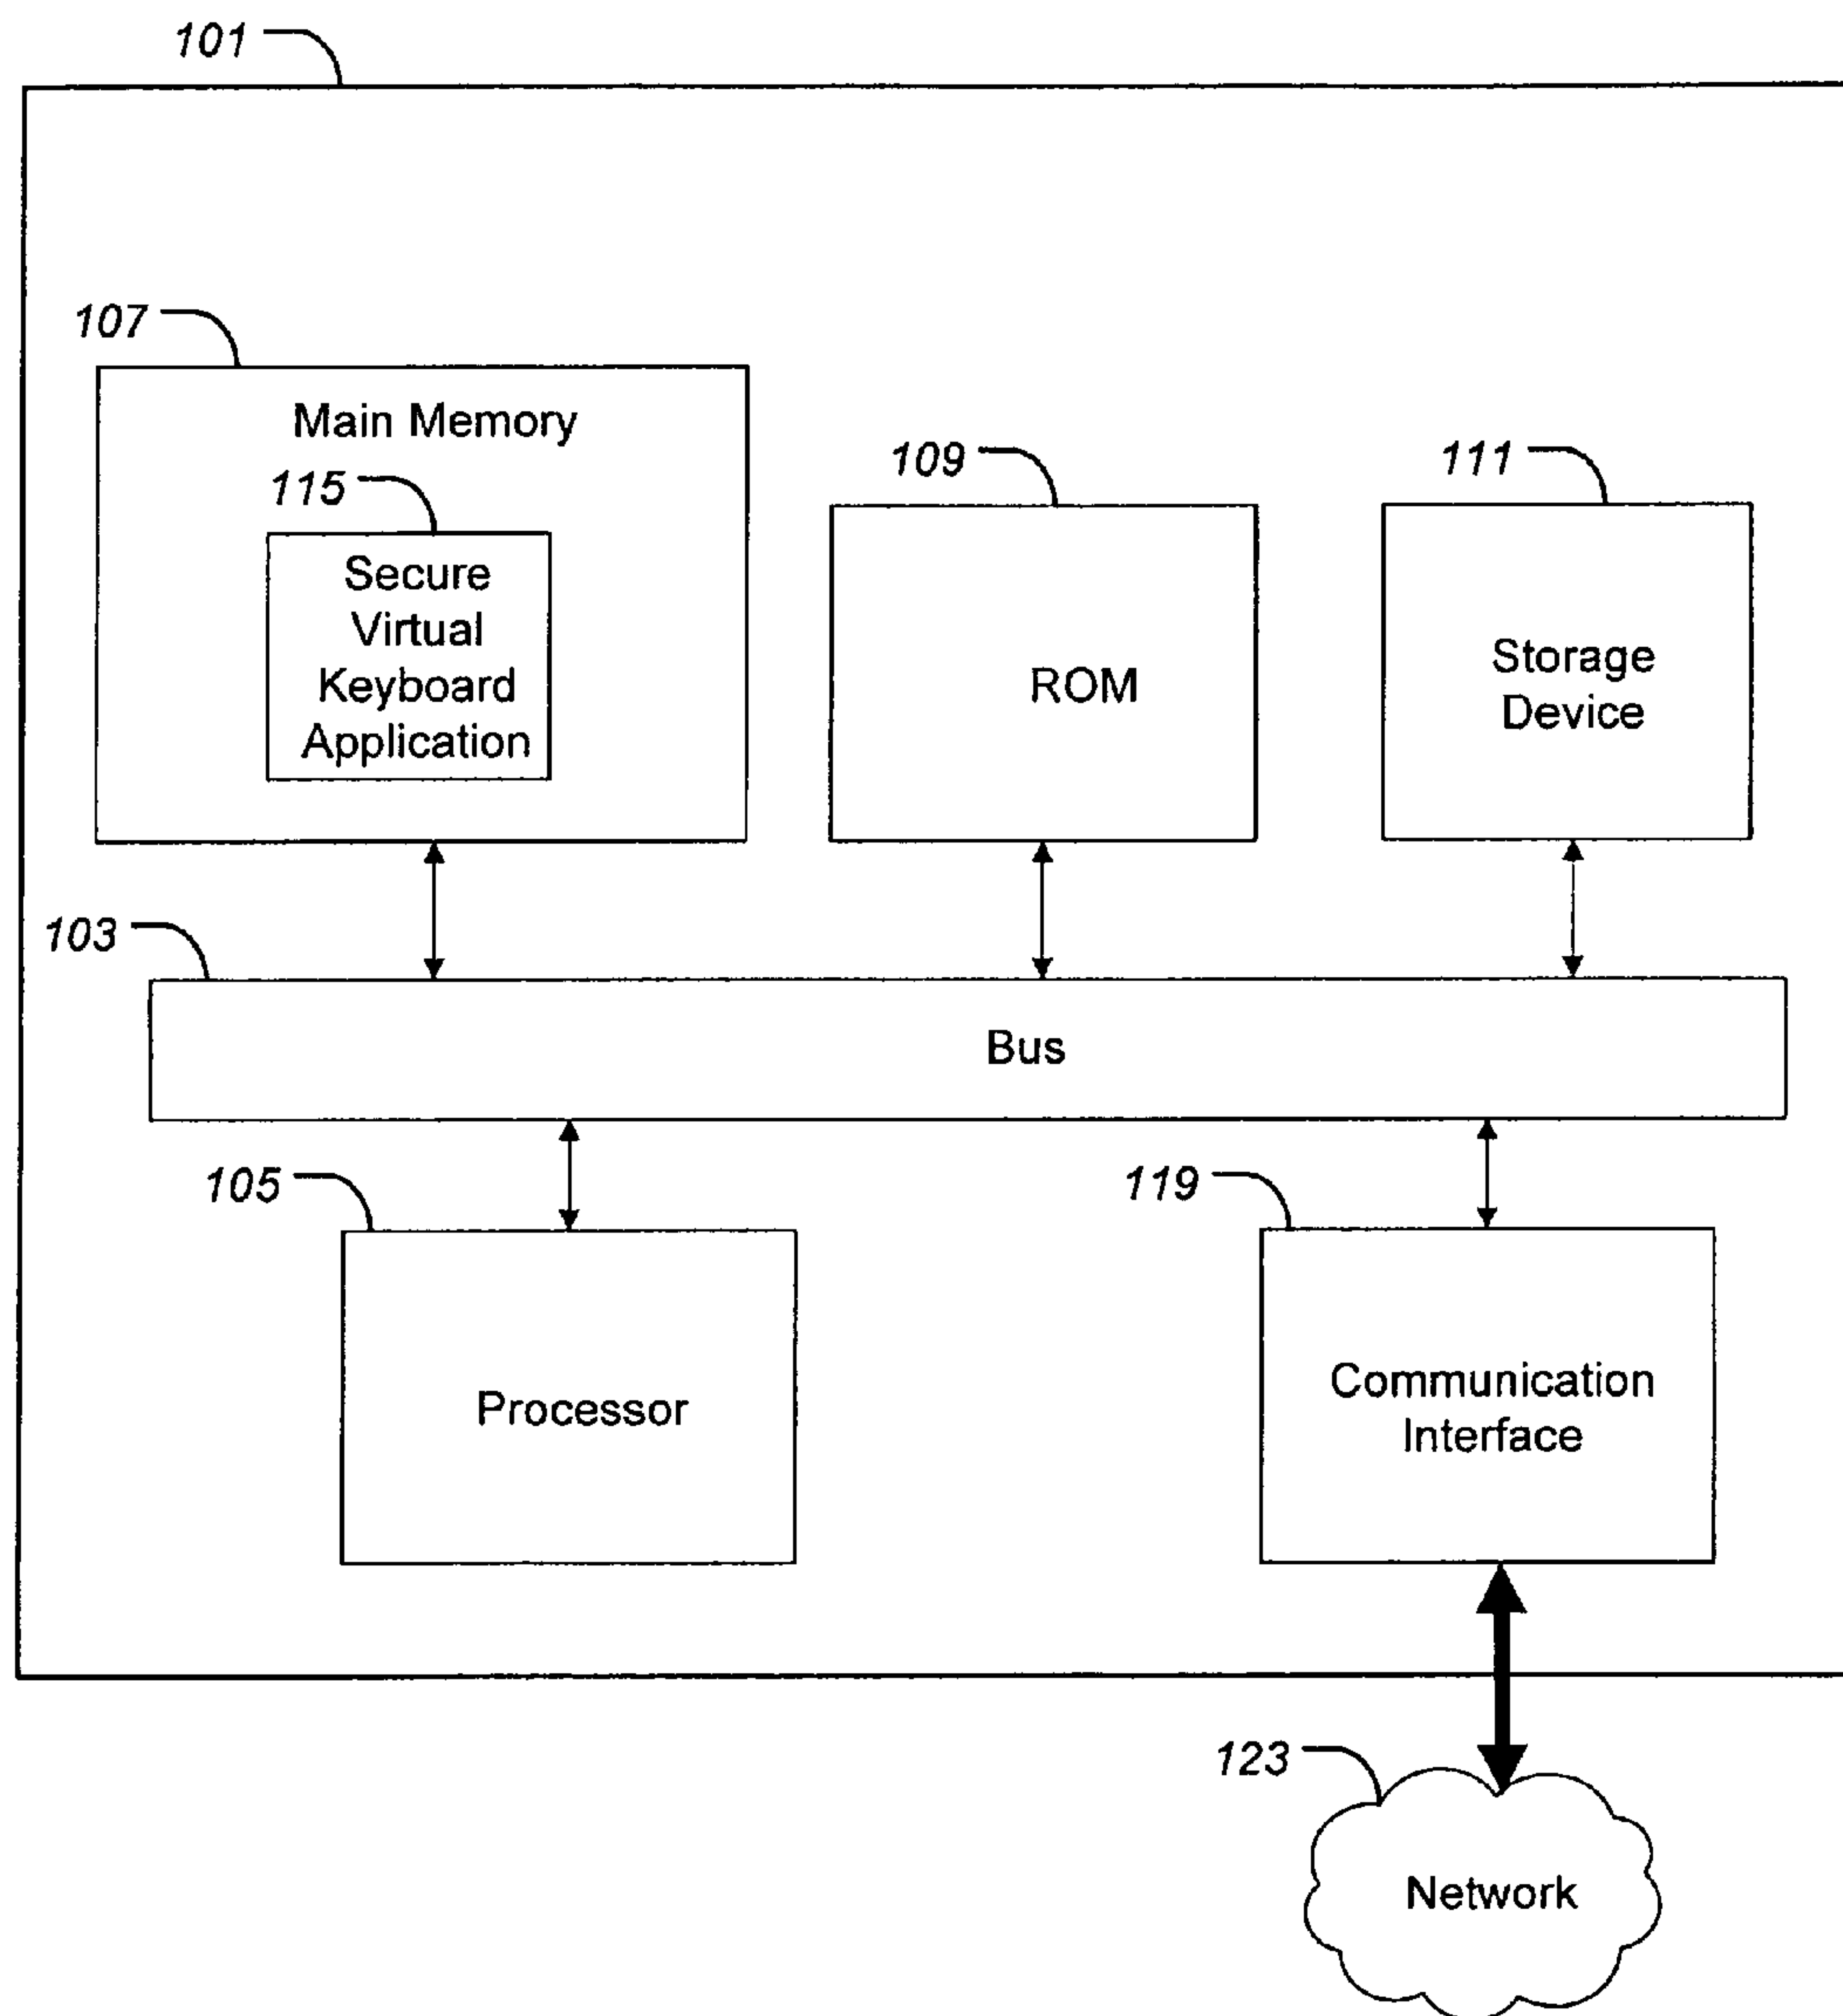 101
107
Main Memory
115
Secure
Virtual
Keyboard
Application
109
ROM
111
Storage
Device
103
Bus
105
Processor
119
Communication
Interface
123
Network